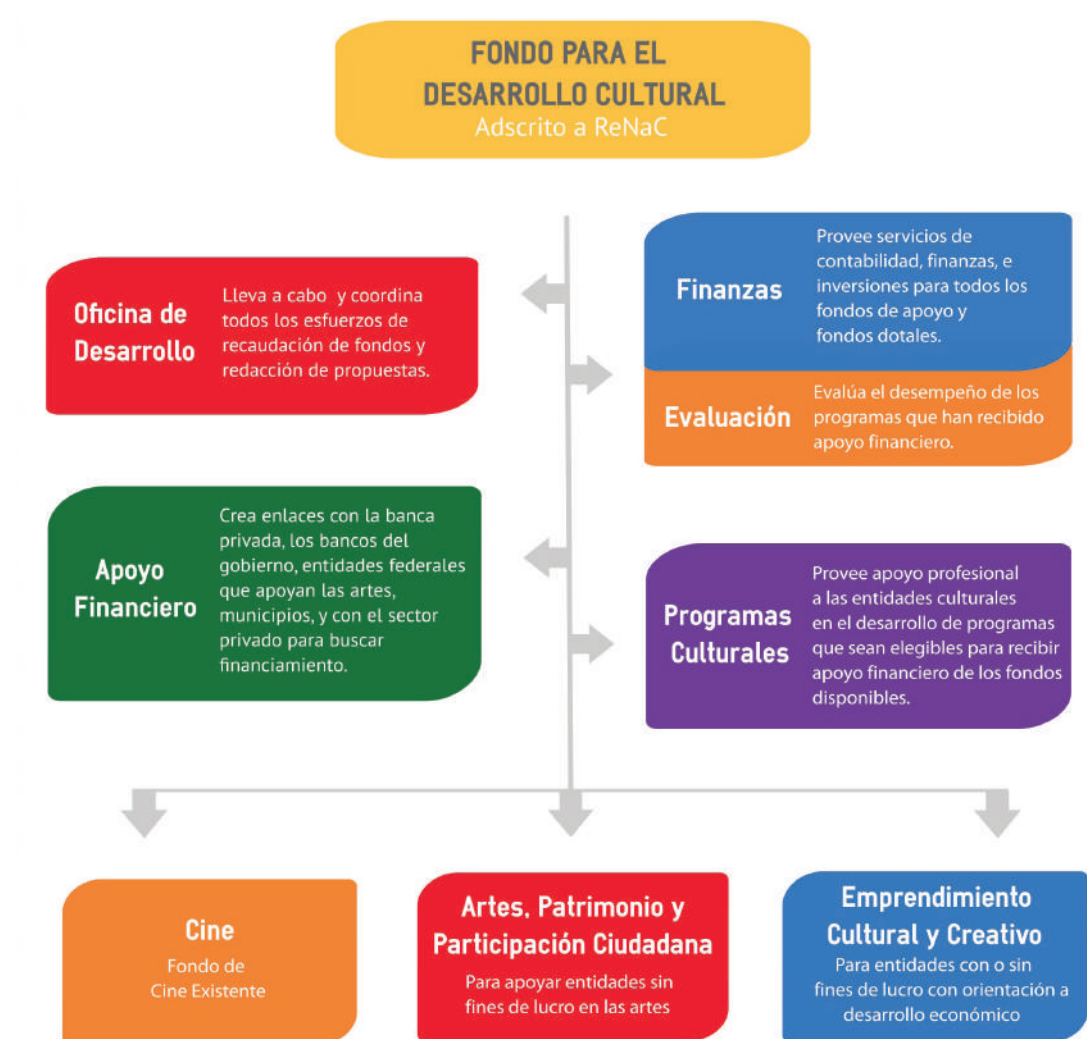 FONDO PARA EL
DESARROLLO CULTURAL
Adscrito a ReNaC
Oficina de
Desarrollo
Lleva a cabo y coordina
todos los esfuerzos de
recaudación de fondos y
redacción de propuestas.
Finanzas
Provee servicios de
contabilidad, finanzas, e
inversiones para todos los
fondos de apoyo y
fondos dotales.
Evaluación
Evalúa el desempeño de los
programas que han recibido
apoyo financiero.
Apoyo
Financiero
Crea enlaces con la banca
privada, los bancos del
gobierno, entidades federales
que apoyan las artes,
municipios, y con el sector
privado para buscar
financiamiento.
Programas
Culturales
Provee apoyo profesional
a las entidades culturales
en el desarrollo de programas
que sean elegibles para recibir
apoyo financiero de los fondos
disponibles.
Cine
Fondo de
Cine Existente
Artes, Patrimonio y
Participación Ciudadana
Para apoyar entidades sin
fines de lucro en las artes
Emprendimiento
Cultural y Creativo
Para entidades con o sin
fines de lucro con orientación a
desarrollo económico